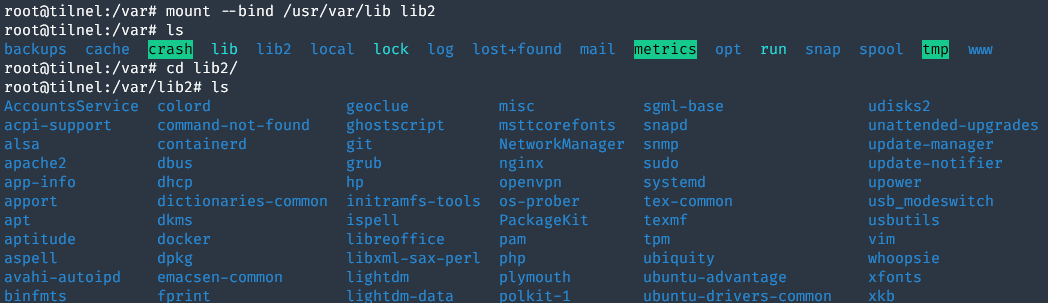 root@tilnel:/var# mount --bind /usr/var/lib lib2
root@tilnel:/var# ls
backups  cache  crash  lib  lib2  local  lock  log  lost+found  mail  metrics  opt  run  snap  spool  tmp  www
root@tilnel:/var# cd lib2/
root@tilnel:/var/lib2# ls
AccountsService  colord  geoclue  misc  sgml-base  udisks2
acpi-support  command-not-found  ghostscript  msttcorefonts  snapd  unattended-upgrades
alsa  containerd  git  NetworkManager  snmp  update-manager
apache2  dbus  grub  nginx  sudo  update-notifier
app-info  dhcp  hp  openvpn  systemd  upower
apport  dictionaries-common  initramfs-tools  os-prober  tex-common  usb_modeswitch
apt  dkms  ispell  PackageKit  texmf  usbutils
aptitude  docker  libreoffice  pam  tpm  vim
aspell  dpkg  libxml-sax-perl  php  ubiquity  whoopsie
avahi-autoipd  emacsen-common  lightdm  plymouth  ubuntu-advantage  xfonts
binfmts  fprint  lightdm-data  polkit-1  ubuntu-drivers-common  xkb